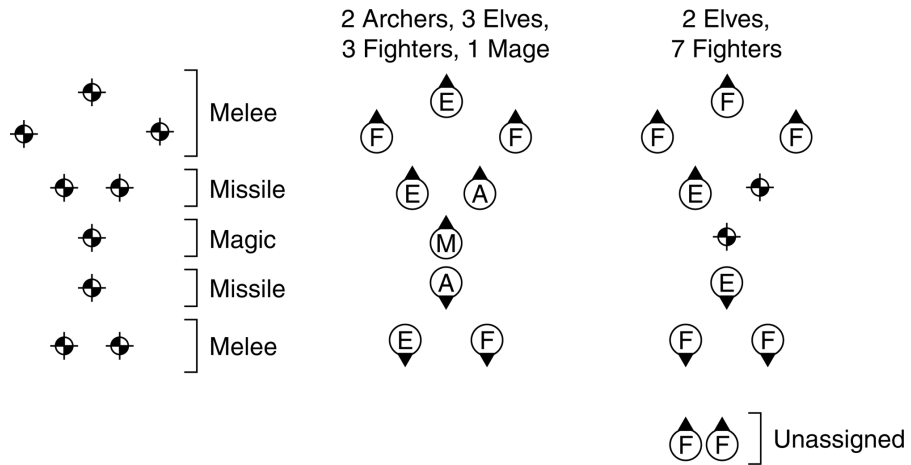 2 Archers, 3 Elves,
3 Fighters, 1 Mage
2 Elves,
7 Fighters
Melee
Missile
Magic
Missile
Melee
E
F F
E A
M
A
E F
F
F F
E
E
F F
F F
Unassigned